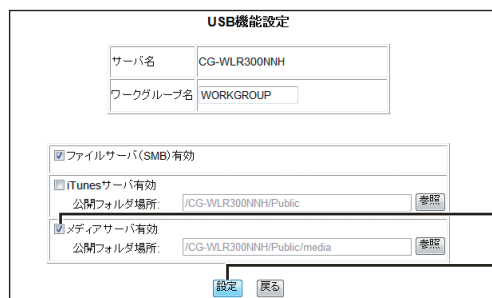 USB機能設定
サーバ名 CG-WLR300NNH
ワークグループ名 WORKGROUP
ファイルサーバ(SMB)有効
iTunesサーバ有効
公開フォルダ場所: /CG-WLR300NNH/Public 参照
メディアサーバ有効
公開フォルダ場所: /CG-WLR300NNH/Public/media 参照
設定 戻る